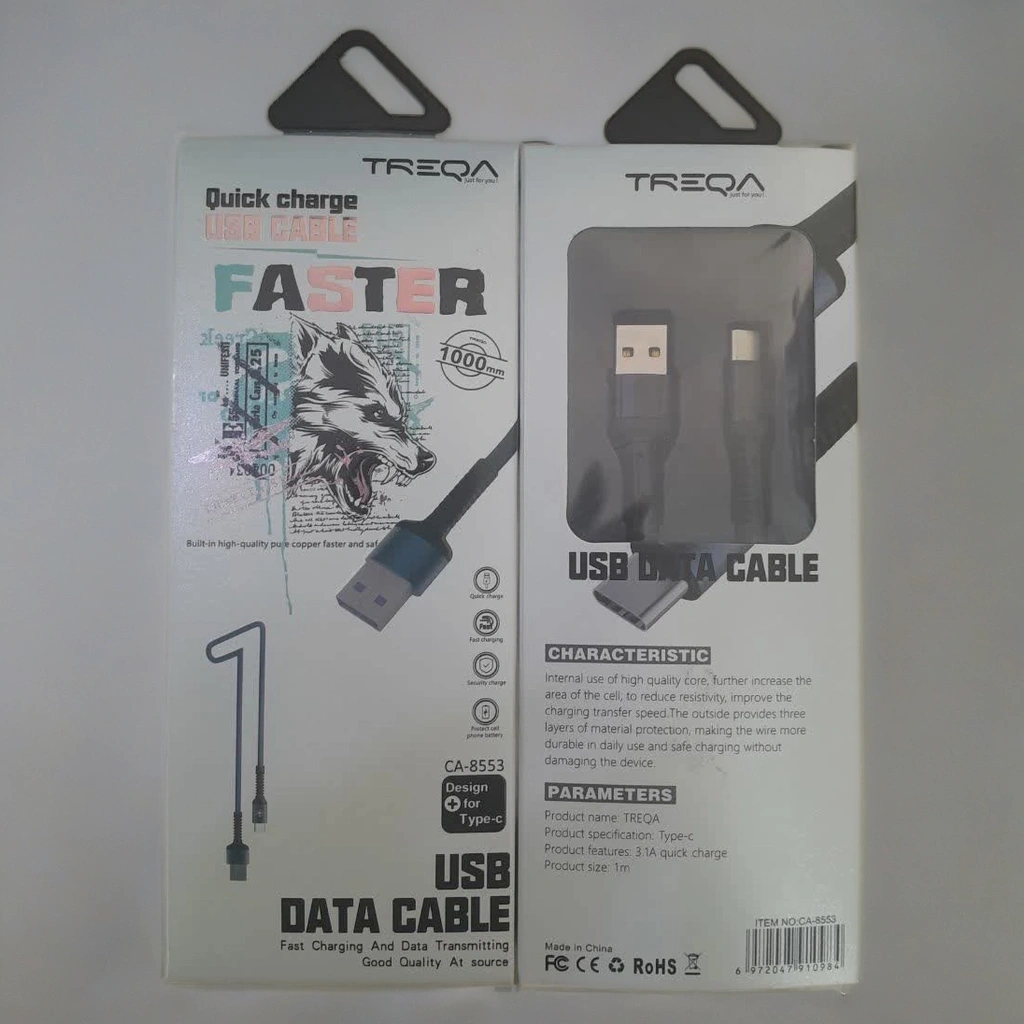 TREQA
just for you!
Quick charge
USB CABLE
FASTER
TREQA
1000mm
Built-in high-quality pure copper faster and saf
Quick charge
Fast
Fast charging
Security charge
Protect cell
phone battery
CA-8553
Design
for
Type-c
USB
DATA CABLE
Fast Charging And Data Transmitting
Good Quality At source
TREQA
just for you!
USB DATA CABLE
CHARACTERISTIC
Internal use of high quality core, further increase the
area of the cell, to reduce resistivity, improve the
charging transfer speed.The outside provides three
layers of material protection, making the wire more
durable in daily use and safe charging without
damaging the device.
PARAMETERS
Product name: TREQA
Product specification: Type-c
Product features: 3.1A quick charge
Product size: 1m
ITEM NO:CA-8553
Made in China
FC CE RoHS
6 972047 910984